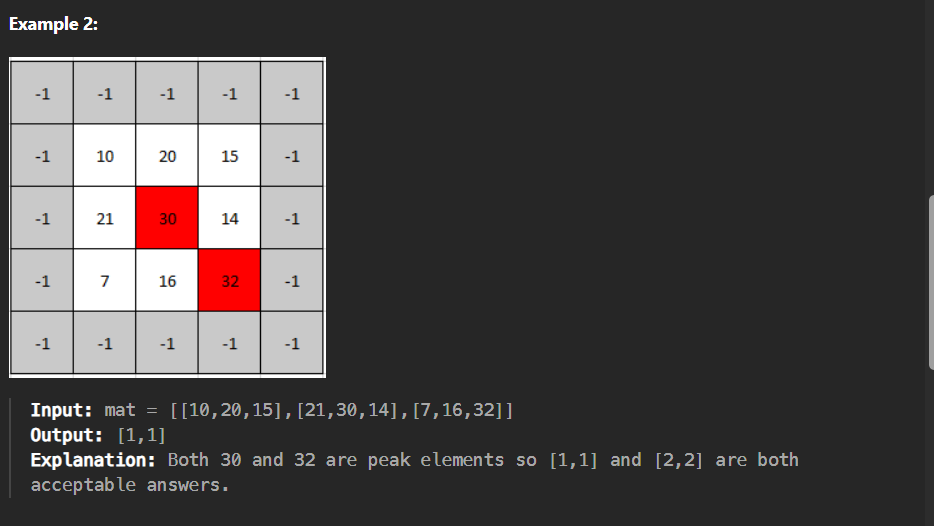 Example 2:
-1 -1 -1 -1 -1
-1 10 20 15 -1
-1 21 30 14 -1
-1 7 16 32 -1
-1 -1 -1 -1 -1
Input: mat = [[10,20,15],[21,30,14],[7,16,32]]
Output: [1,1]
Explanation: Both 30 and 32 are peak elements so [1,1] and [2,2] are both
acceptable answers.